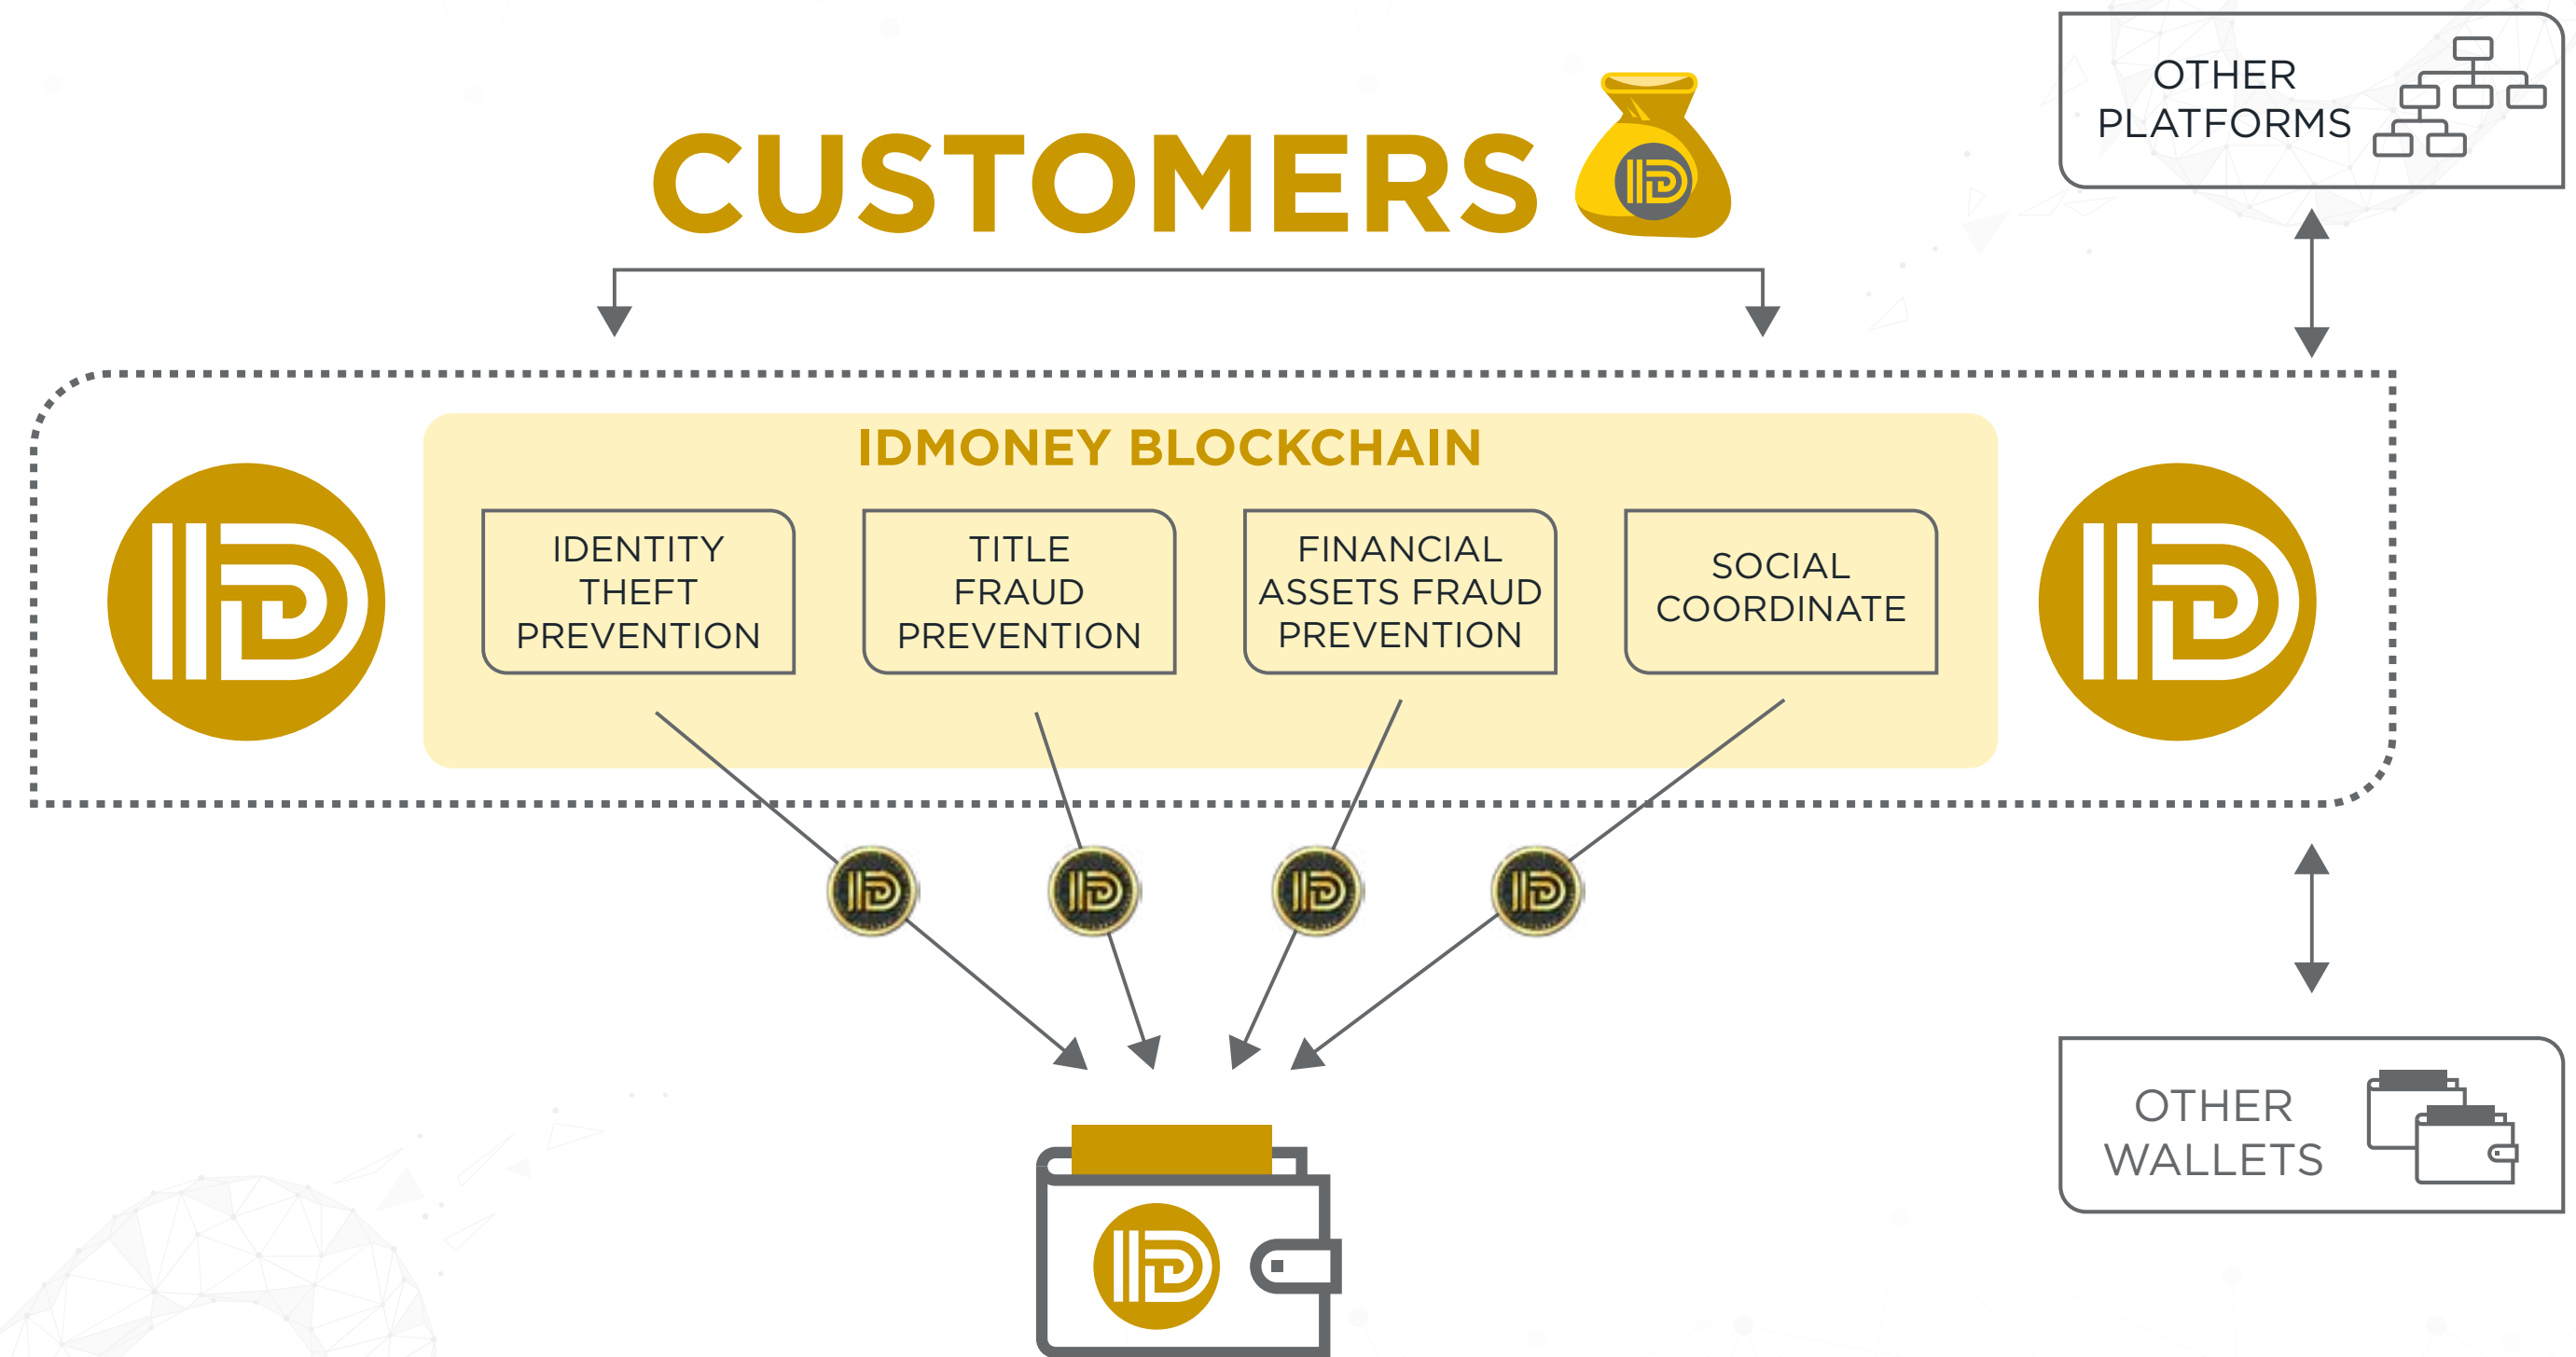 OTHER
PLATFORMS
CUSTOMERS
IDMONEY BLOCKCHAIN
IDENTITY
THEFT
PREVENTION
TITLE
FRAUD
PREVENTION
FINANCIAL
ASSETS FRAUD
PREVENTION
SOCIAL
COORDINATE
OTHER
WALLETS